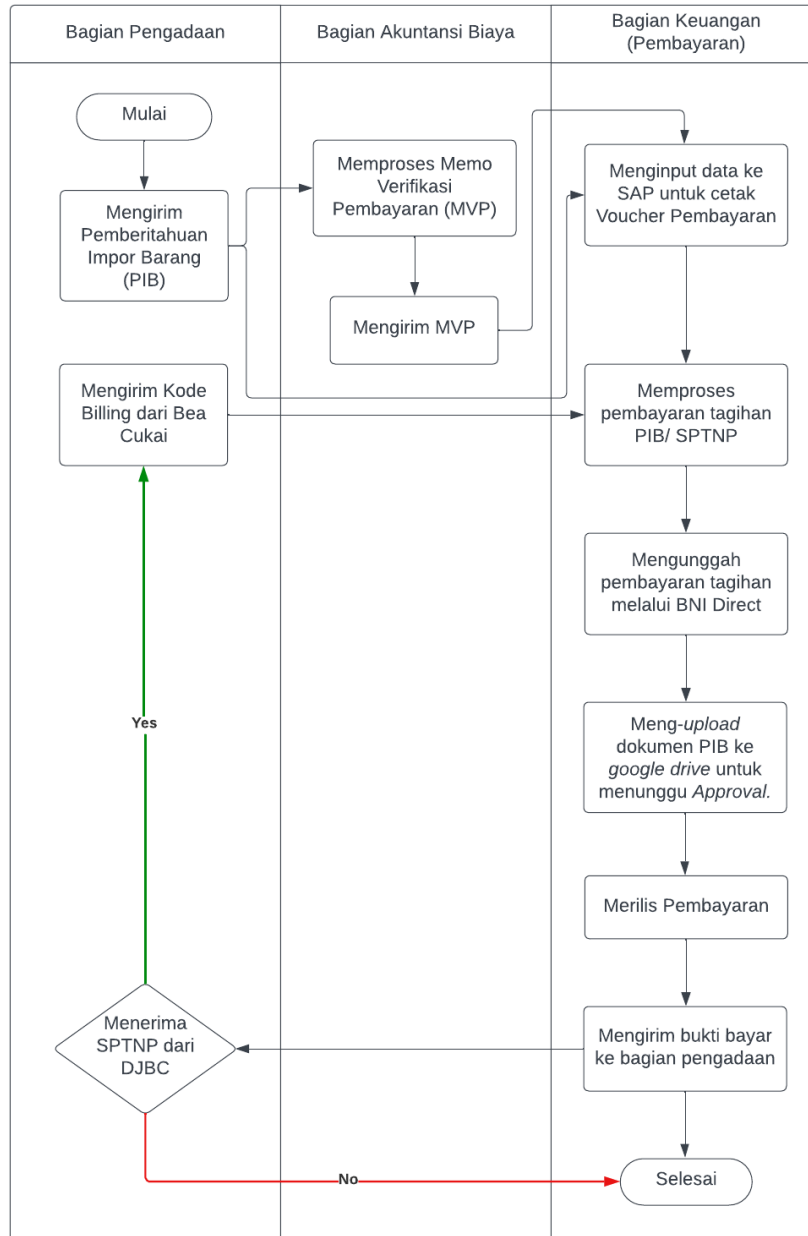 Bagian Pengadaan
Bagian Akuntansi Biaya
Bagian Keuangan
(Pembayaran)
Mulai
Mengirim
Pemberitahuan
Impor Barang
(PIB)
Memproses Memo
Verifikasi
Pembayaran (MVP)
Mengirim MVP
Menginput data ke
SAP untuk cetak
Voucher Pembayaran
Mengirim Kode
Billing dari Bea
Cukai
Memproses
pembayaran tagihan
PIB/ SPTNP
Mengunggah
pembayaran tagihan
melalui BNI Direct
Yes
Meng-upload
dokumen PIB ke
google drive untuk
menunggu Approval.
Merilis Pembayaran
Menerima
SPTNP dari
DJBC
Mengirim bukti bayar
ke bagian pengadaan
No
Selesai